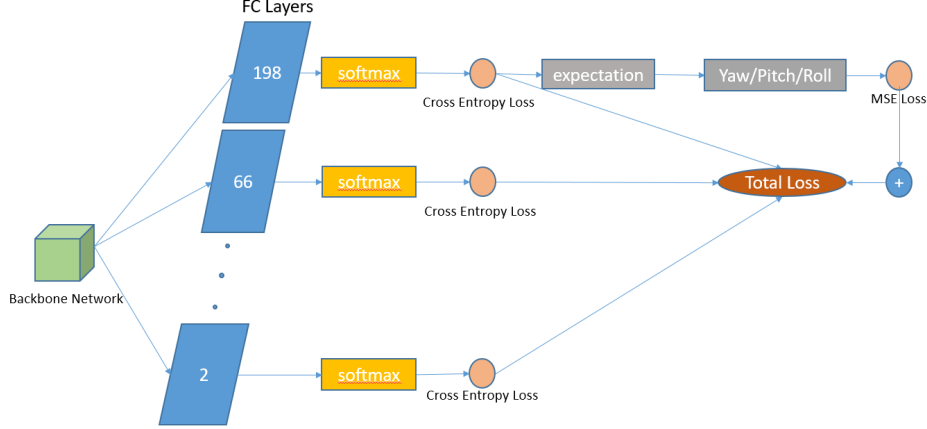 FC Layers
198
softmax
Cross Entropy Loss
expectation
Yaw/Pitch/Roll
MSE Loss
66
softmax
Cross Entropy Loss
Total Loss
+
Backbone Network
2
softmax
Cross Entropy Loss